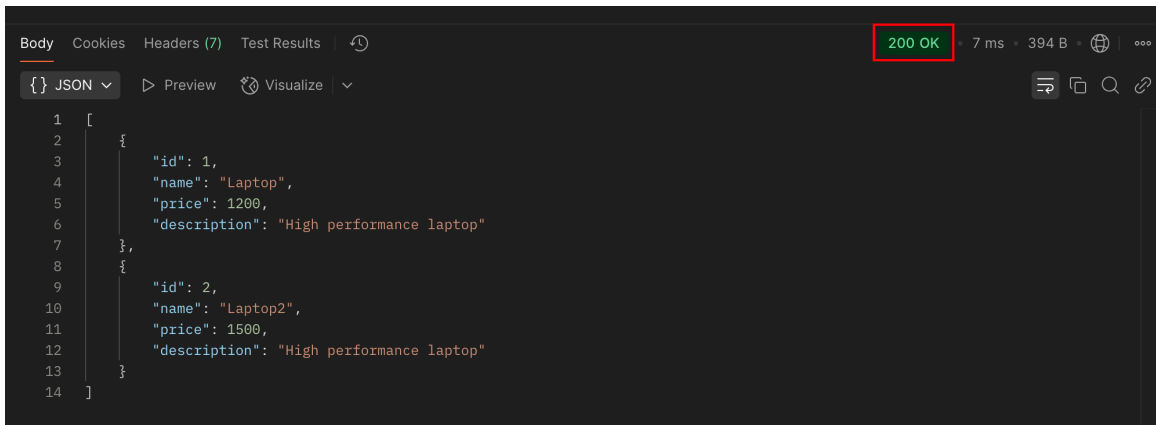 Body Cookies Headers (7) Test Results 200 OK • 7 ms • 394 B •
{} JSON Preview Visualize
1 [
2 {
3 "id": 1,
4 "name": "Laptop",
5 "price": 1200,
6 "description": "High performance laptop"
7 },
8 {
9 "id": 2,
10 "name": "Laptop2",
11 "price": 1500,
12 "description": "High performance laptop"
13 }
14 ]